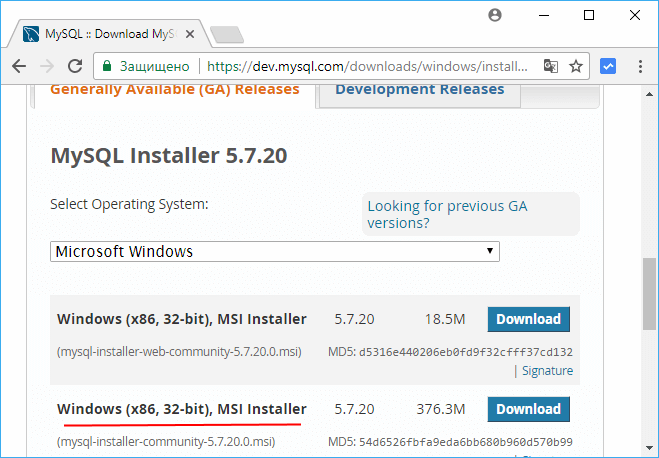 MySQL :: Download MyS
Защищено
https://dev.mysql.com/downloads/windows/install...
Generally Available (GA) Releases
Development Releases
MySQL Installer 5.7.20
Select Operating System:
Looking for previous GA
versions?
Microsoft Windows
Windows (x86, 32-bit), MSI Installer 5.7.20 18.5M Download
(mysql-installer-web-community-5.7.20.0.msi) MD5: d5316e440206eb0fd9f32cfff37cd132
| Signature
Windows (x86, 32-bit), MSI Installer 5.7.20 376.3M Download
(mysql-installer-community-5.7.20.0.msi) MD5: 54d6526fbfa9eda6bb680b960d570b99
| Signature